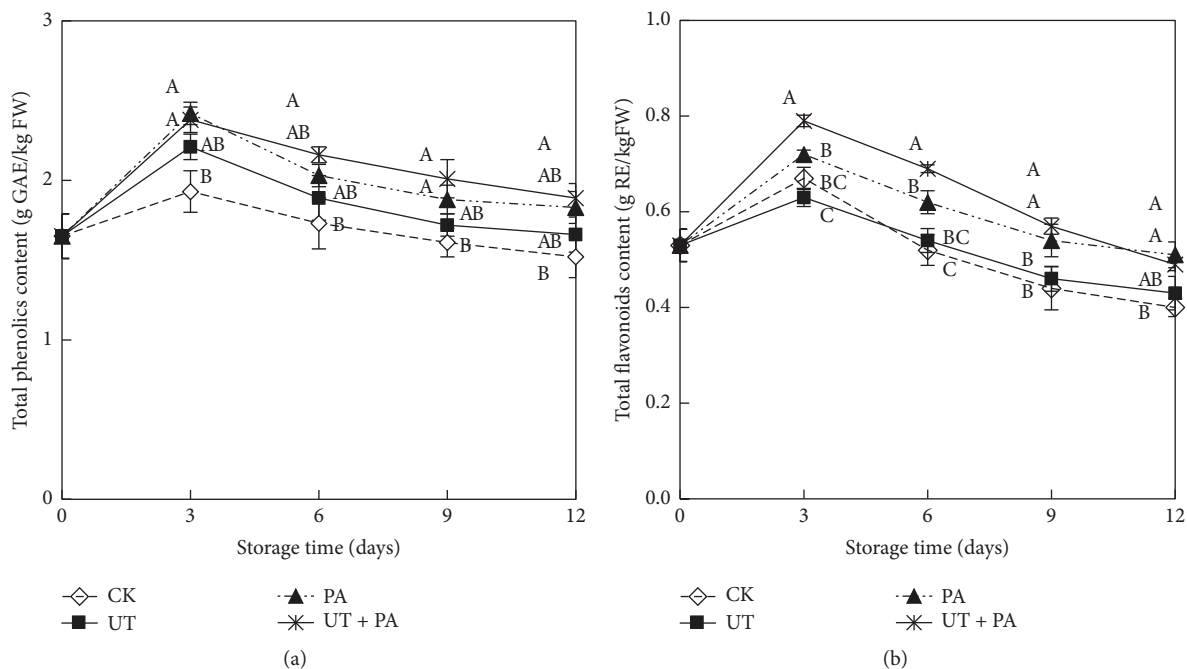 3
2
1
0
Total phenolics content (g GAE/kg FW)
A
A
AB
B
A
AB
AB
B
A
A
AB
B
A
AB
AB
B
0
3
6
9
12
Storage time (days)
CK
UT
PA
UT + PA
(a)
1.0
0.8
0.6
0.4
0.2
0.0
Total flavonoids content (g RE/kgFW)
A
B
BC
C
A
B
BC
C
A
A
B
B
A
A
AB
B
0
3
6
9
12
Storage time (days)
CK
UT
PA
UT + PA
(b)